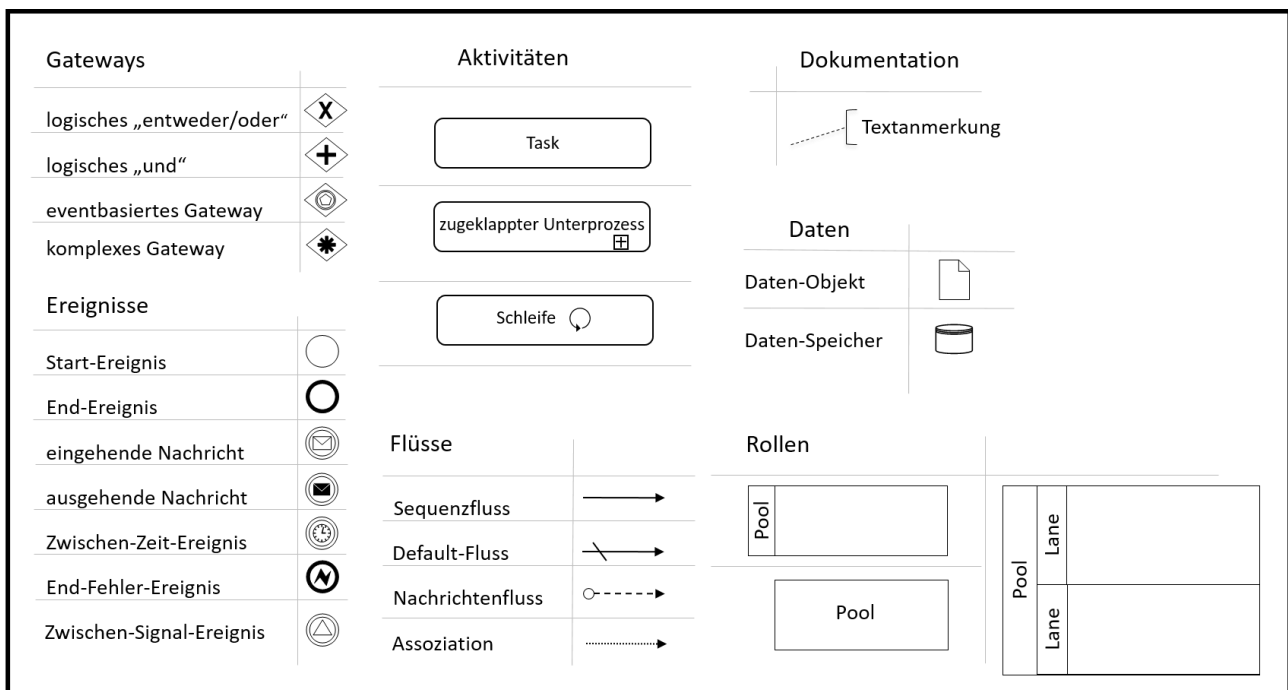 Gateways
logisches „entweder/oder“
X
logisches „und“
eventbasiertes Gateway
komplexes Gateway
Ereignisse
Start-Ereignis
End-Ereignis
eingehende Nachricht
ausgehende Nachricht
Zwischen-Zeit-Ereignis
End-Fehler-Ereignis
Zwischen-Signal-Ereignis
Aktivitäten
Task
zugeklappter Unterprozess
Schleife
Flüsse
Sequenzfluss
Default-Fluss
Nachrichtenfluss
Assoziation
Dokumentation
Textanmerkung
Daten
Daten-Objekt
Daten-Speicher
Rollen
Pool
Pool
Pool
Lane
Lane